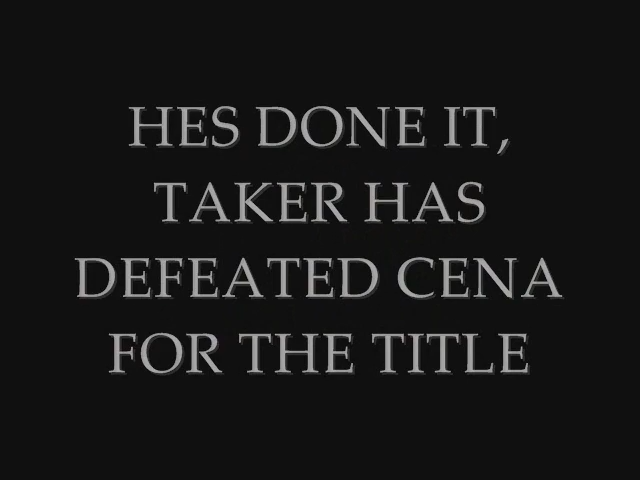 HES DONE IT,
TAKER HAS
DEFEATED CENA
FOR THE TITLE